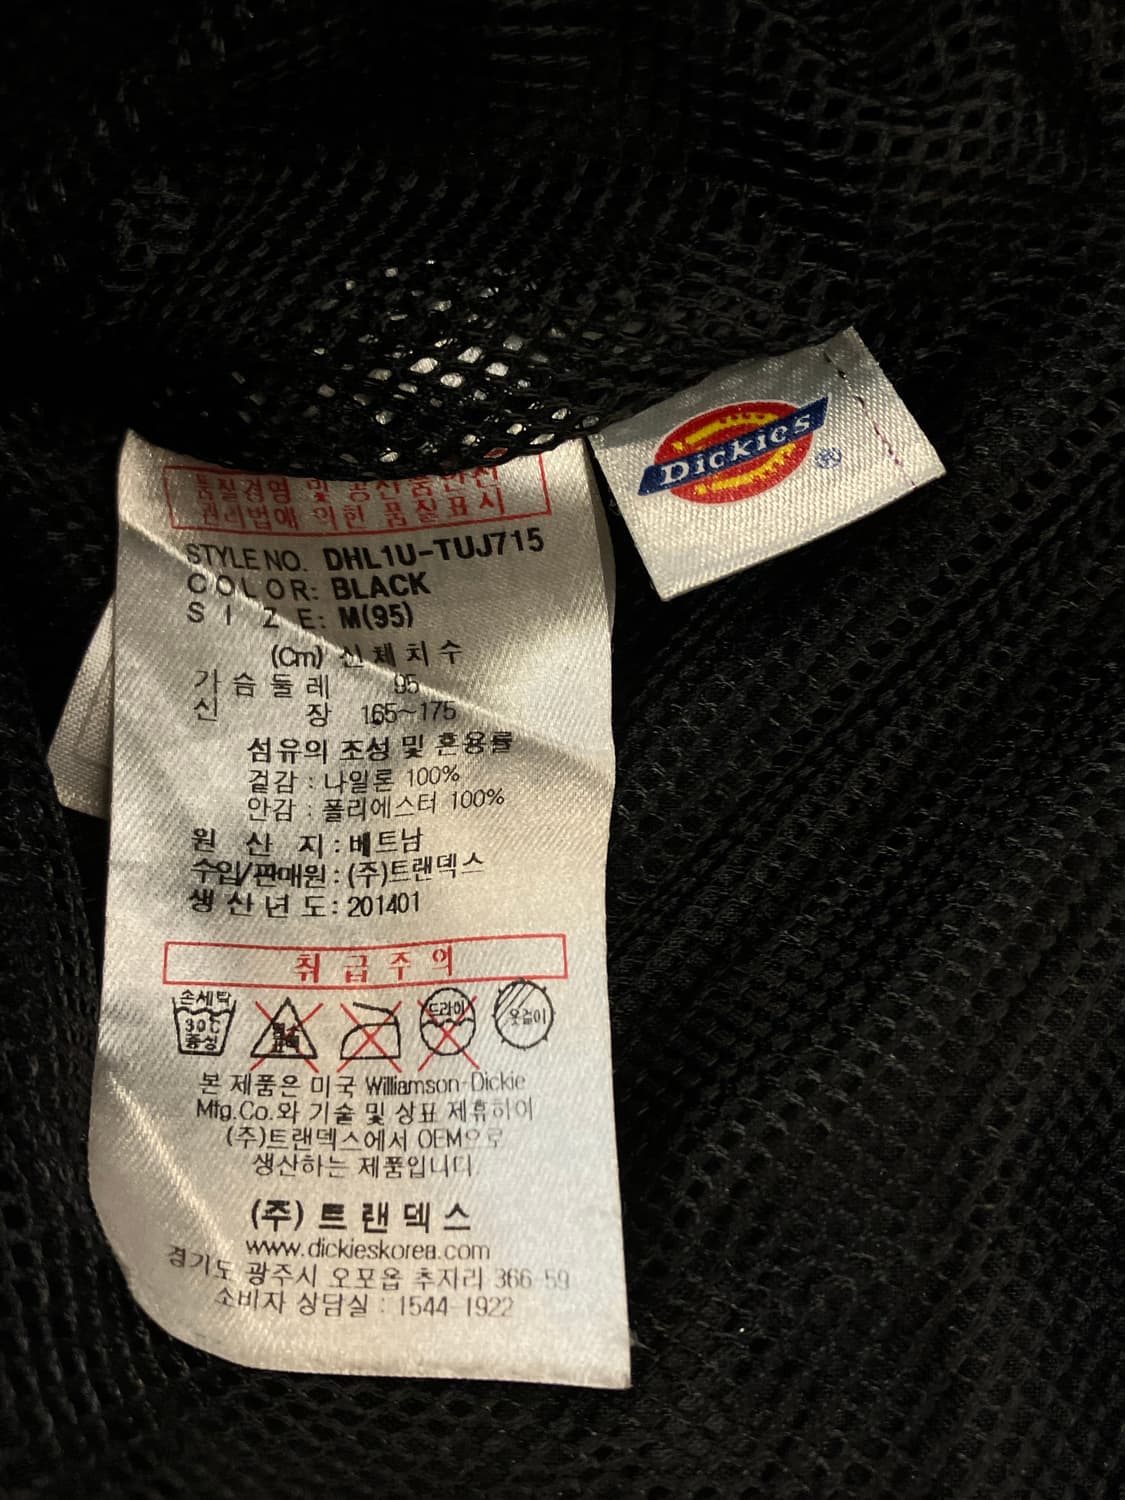 Dickies
®
품질경영 및 공산품안전
관리법에 의한 품질표시
STYLE NO. DHL1U-TUJ715
COLOR: BLACK
SIZE: M(95)
(Cm) 신체치수
가슴둘레 95
신장 165~175
섬유의 조성 및 혼용률
겉감 : 나일론 100%
안감 : 폴리에스터 100%
원산지 : 베트남
수입/판매원 : (주)트랜덱스
생산년도 : 201401
취급주의
손세탁
30℃
중성
드라이
옷걸이
본 제품은 미국 Williamson-Dickie
Mfg.Co.와 기술 및 상표 제휴하여
(주)트랜덱스에서 OEM으로
생산하는 제품입니다.
(주)트랜덱스
www.dickieskorea.com
경기도 광주시 오포읍 추자리 366-59
소비자 상담실 : 1544-1922